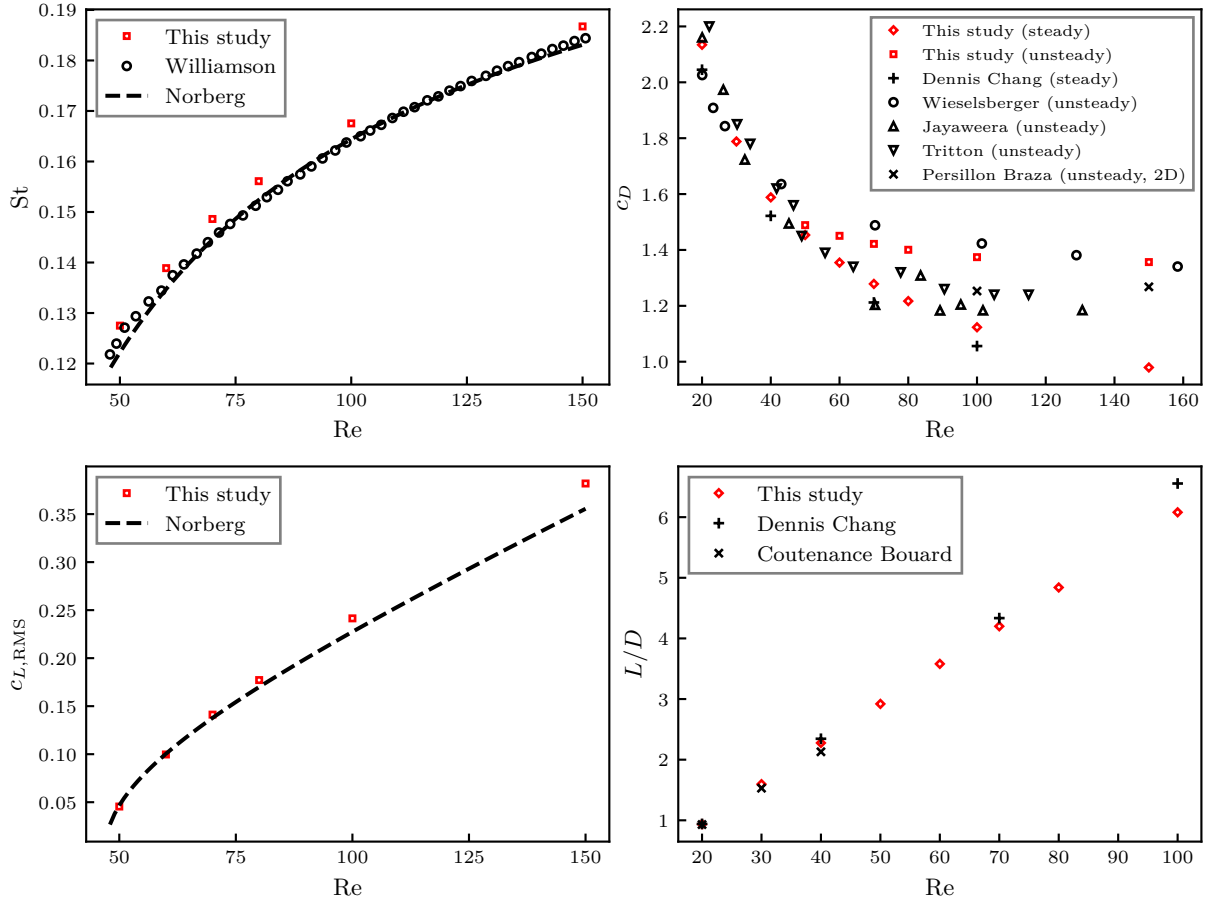 St
0.19
0.18
0.17
0.16
0.15
0.14
0.13
0.12
This study
Williamson
Norberg
50 75 100 125 150
Re
c_D
2.2
2.0
1.8
1.6
1.4
1.2
1.0
This study (steady)
This study (unsteady)
Dennis Chang (steady)
Wieselsberger (unsteady)
Jayaweera (unsteady)
Tritton (unsteady)
Persillon Braza (unsteady, 2D)
20 40 60 80 100 120 140 160
Re
c_{L,RMS}
0.35
0.30
0.25
0.20
0.15
0.10
0.05
This study
Norberg
50 75 100 125 150
Re
L/D
6
5
4
3
2
1
This study
Dennis Chang
Coutenance Bouard
20 30 40 50 60 70 80 90 100
Re